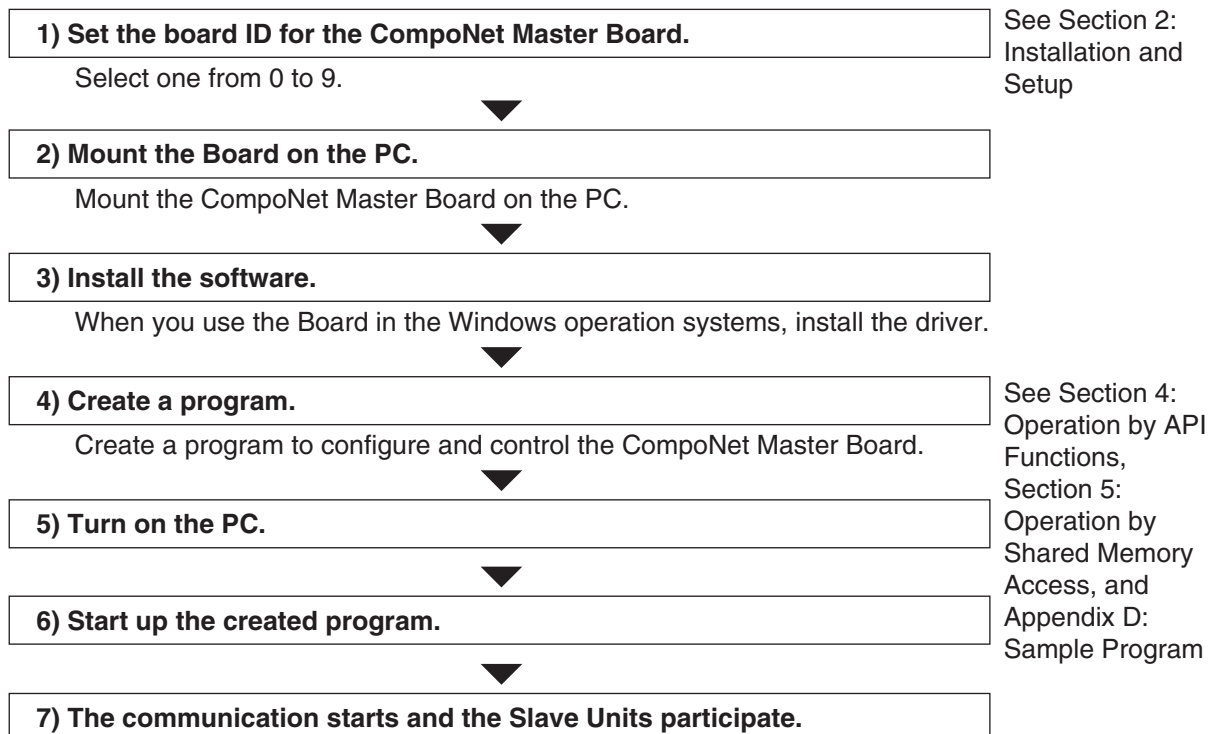 1) Set the board ID for the CompoNet Master Board.
Select one from 0 to 9.
See Section 2:
Installation and
Setup
2) Mount the Board on the PC.
Mount the CompoNet Master Board on the PC.
3) Install the software.
When you use the Board in the Windows operation systems, install the driver.
4) Create a program.
Create a program to configure and control the CompoNet Master Board.
5) Turn on the PC.
6) Start up the created program.
See Section 4:
Operation by API
Functions,
Section 5:
Operation by
Shared Memory
Access, and
Appendix D:
Sample Program
7) The communication starts and the Slave Units participate.